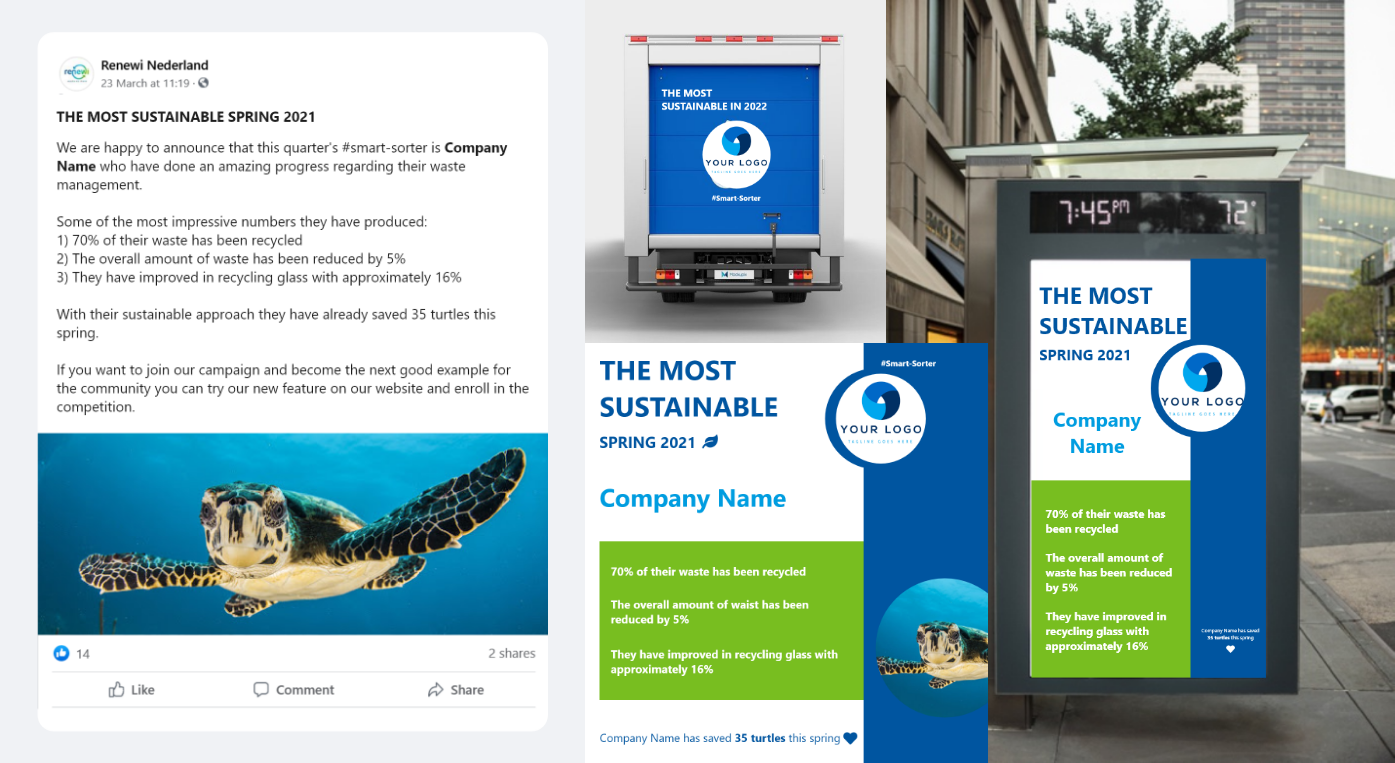 Renewi Nederland
23 March at 11:19 ·
THE MOST SUSTAINABLE SPRING 2021
We are happy to announce that this quarter's #smart-sorter is Company
Name who have done an amazing progress regarding their waste
management.
Some of the most impressive numbers they have produced:
1) 70% of their waste has been recycled
2) The overall amount of waste has been reduced by 5%
3) They have improved in recycling glass with approximately 16%
With their sustainable approach they have already saved 35 turtles this
spring.
If you want to join our campaign and become the next good example for
the community you can try our new feature on our website and enroll in the
competition.
14
2 shares
Like
Comment
Share
THE MOST
SUSTAINABLE IN 2022
YOUR LOGO
TAGLINE GOES HERE
#Smart-Sorter
THE MOST
SUSTAINABLE
SPRING 2021
#Smart-Sorter
YOUR LOGO
TAGLINE GOES HERE
Company Name
70% of their waste has been recycled
The overall amount of waist has been
reduced by 5%
They have improved in recycling glass with
approximately 16%
Company Name has saved 35 turtles this spring
7:45PM
72°
THE MOST
SUSTAINABLE
SPRING 2021
YOUR LOGO
TAGLINE GOES HERE
Company
Name
70% of their waste has
been recycled
The overall amount of
waste has been reduced
by 5%
They have improved in
recycling glass with
approximately 16%
Company Name has saved
35 turtles this spring